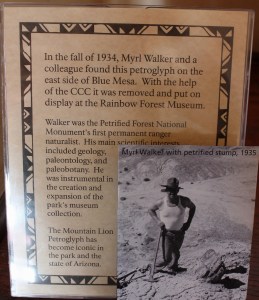 In the fall of 1934, Myrl Walker and a
colleague found this petroglyph on the
east side of Blue Mesa. With the help
of the CCC it was removed and put on
display at the Rainbow Forest Museum.
Walker was the Petrified Forest National
Monument's first permanent ranger
naturalist. His main scientific interests
included geology,
paleontology, and
paleobotany. He
was instrumental in
the creation and
expansion of the
park's museum
collection.
The Mountain Lion
Petroglyph has
become iconic in
the park and the
state of Arizona.
Myrl Walker with petrified stump, 1935